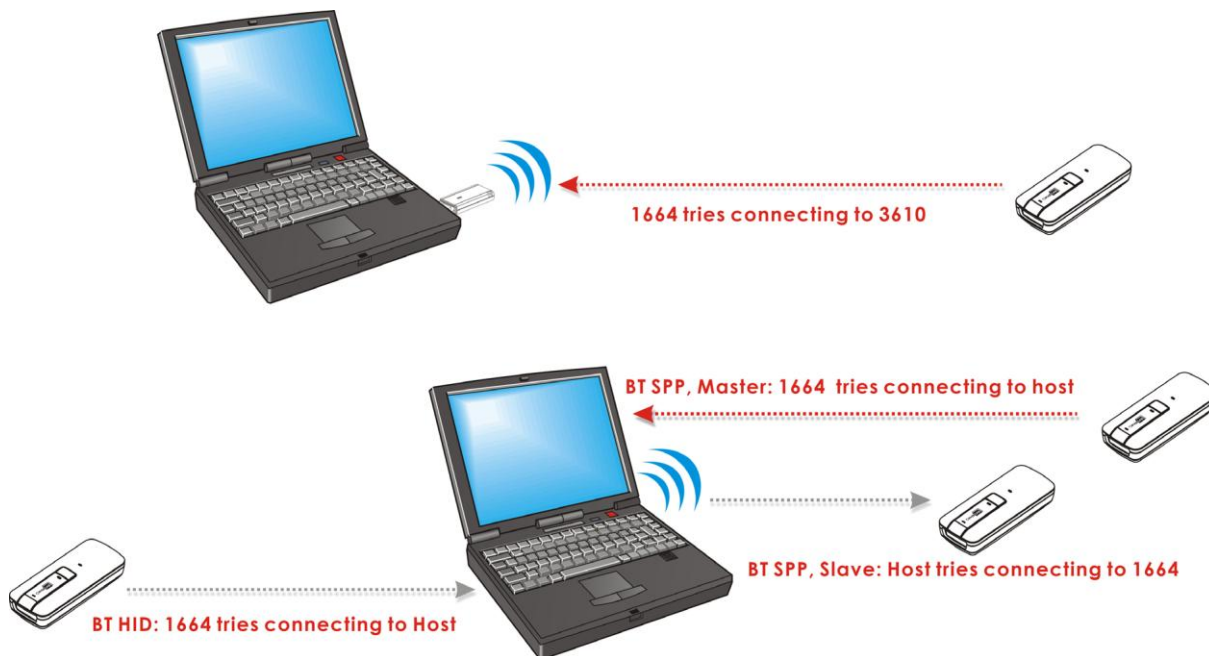 1664 tries connecting to 3610
BT SPP, Master: 1664 tries connecting to host
BT SPP, Slave: Host tries connecting to 1664
BT HID: 1664 tries connecting to Host